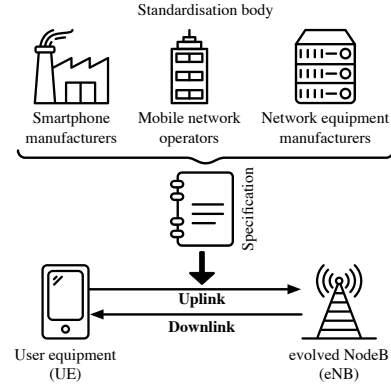 Standardisation body
Smartphone
manufacturers
Mobile network
operators
Network equipment
manufacturers
Specification
Uplink
Downlink
User equipment
(UE)
evolved NodeB
(eNB)